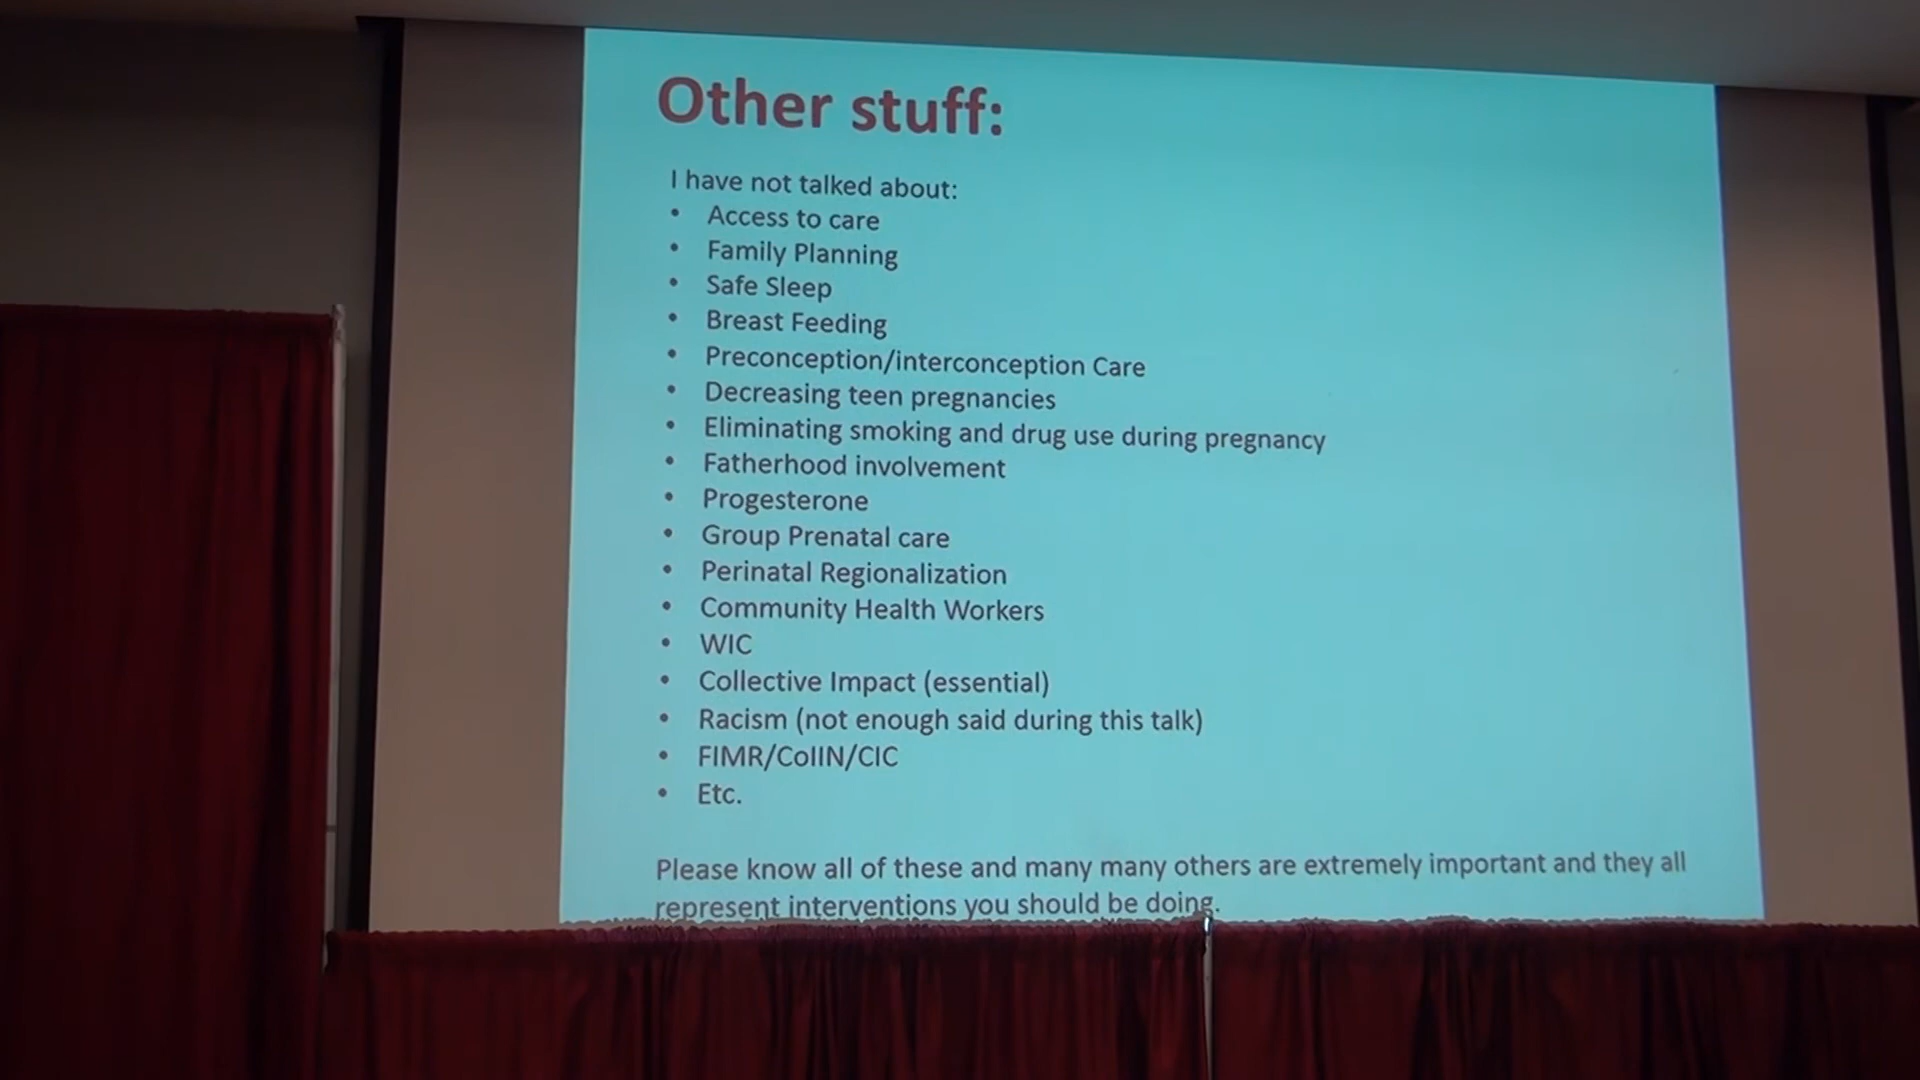 Other stuff:
I have not talked about:
• Access to care
• Family Planning
• Safe Sleep
• Breast Feeding
• Preconception/interconception Care
• Decreasing teen pregnancies
• Eliminating smoking and drug use during pregnancy
• Fatherhood involvement
• Progesterone
• Group Prenatal care
• Perinatal Regionalization
• Community Health Workers
• WIC
• Collective Impact (essential)
• Racism (not enough said during this talk)
• FIMR/CoIIN/CIC
• Etc.
Please know all of these and many many others are extremely important and they all
represent interventions you should be doing.